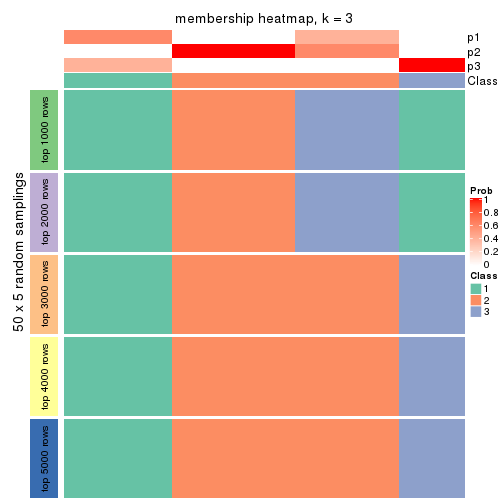 membership heatmap, k = 3
p1
p2
p3
Class
50 x 5 random samplings
top 1000 rows
top 2000 rows
top 3000 rows
top 4000 rows
top 5000 rows
Prob
1
0.8
0.6
0.4
0.2
0
Class
1
2
3